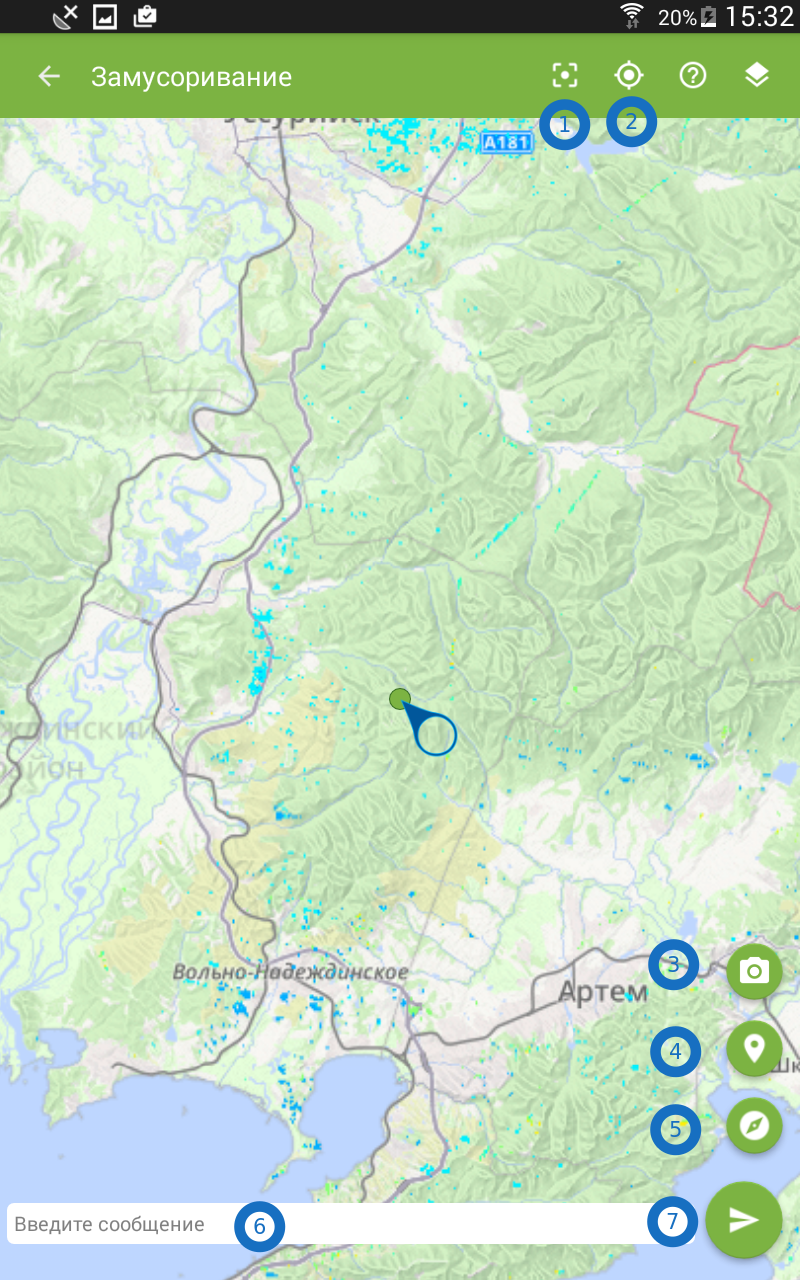 20% 15:32
Замусоривание
1 2
A181
Вольно-Надеждинское
3
Артем
4
5
Введите сообщение 6 7